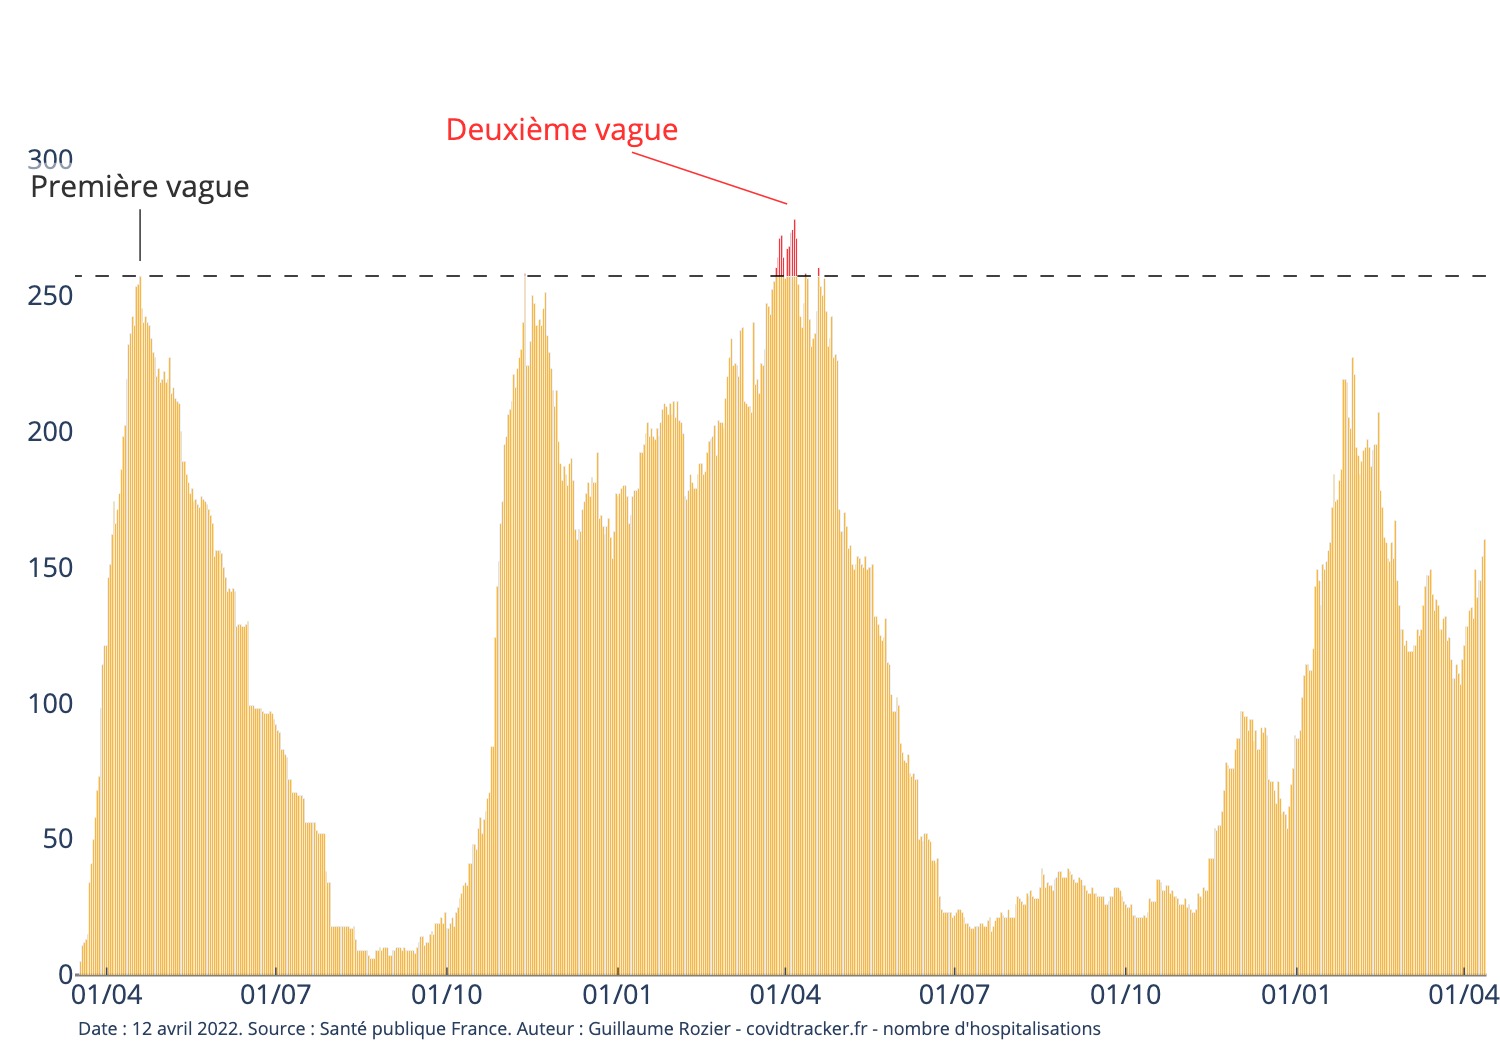 Deuxième vague
300
Première vague
250
200
150
100
50
0
01/04 01/07 01/10 01/01 01/04 01/07 01/10 01/01 01/04
Date : 12 avril 2022. Source : Santé publique France. Auteur : Guillaume Rozier - covidtracker.fr - nombre d'hospitalisations